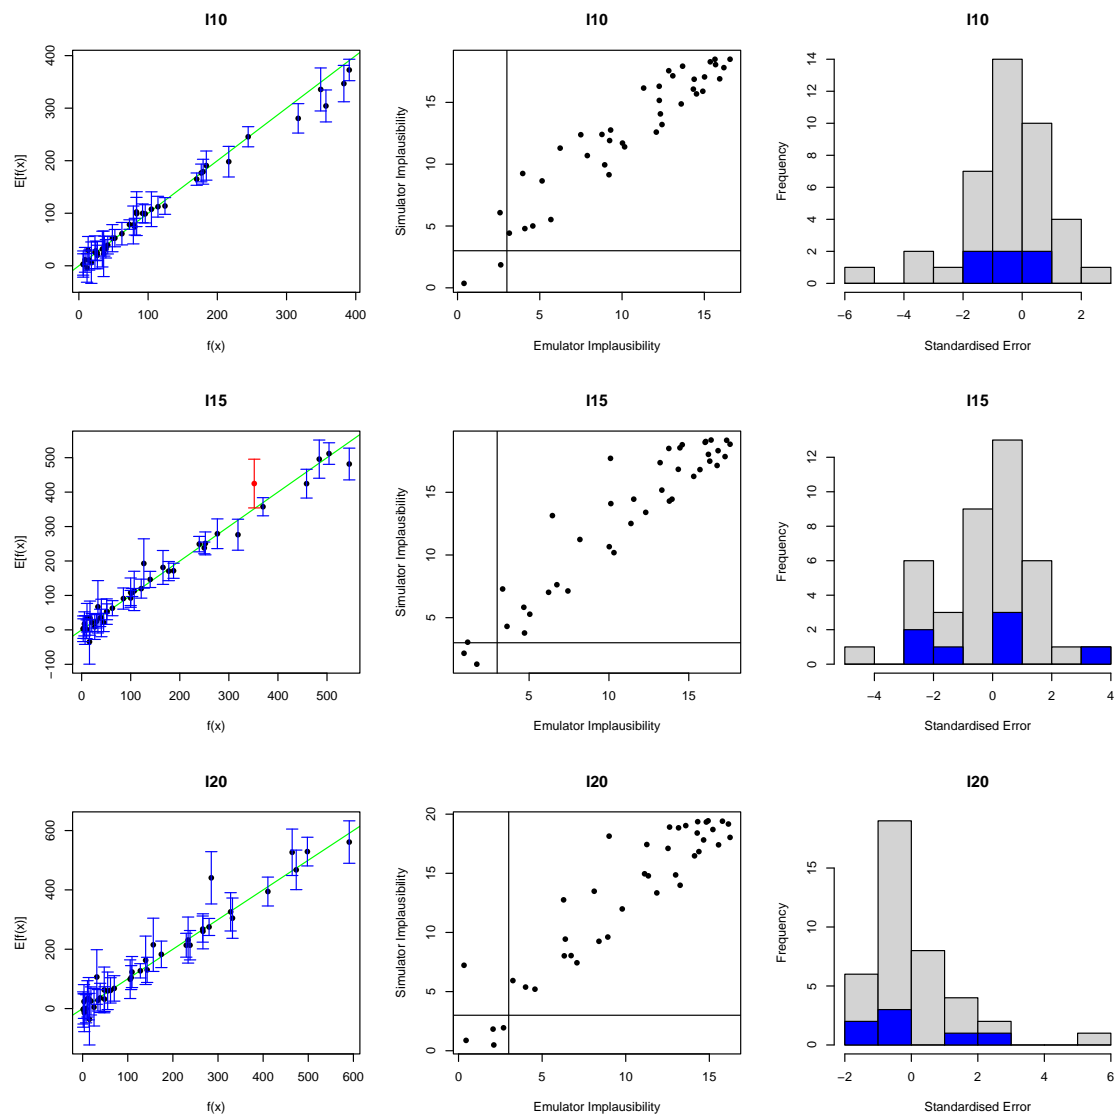 I10
E[f(x)]
400
300
200
100
0
0 100 200 300 400
f(x)
I10
Simulator Implausibility
15
10
5
0
0 5 10 15
Emulator Implausibility
I10
Frequency
14
12
10
8
6
4
2
0
−6 −4 −2 0 2
Standardised Error
I15
E[f(x)]
500
400
300
200
100
0
−100
0 100 200 300 400 500
f(x)
I15
Simulator Implausibility
15
10
5
5 10 15
Emulator Implausibility
I15
Frequency
12
10
8
6
4
2
0
−4 −2 0 2 4
Standardised Error
I20
E[f(x)]
600
400
200
0
0 100 200 300 400 500 600
f(x)
I20
Simulator Implausibility
20
15
10
5
0
0 5 10 15
Emulator Implausibility
I20
Frequency
15
10
5
0
−2 0 2 4 6
Standardised Error